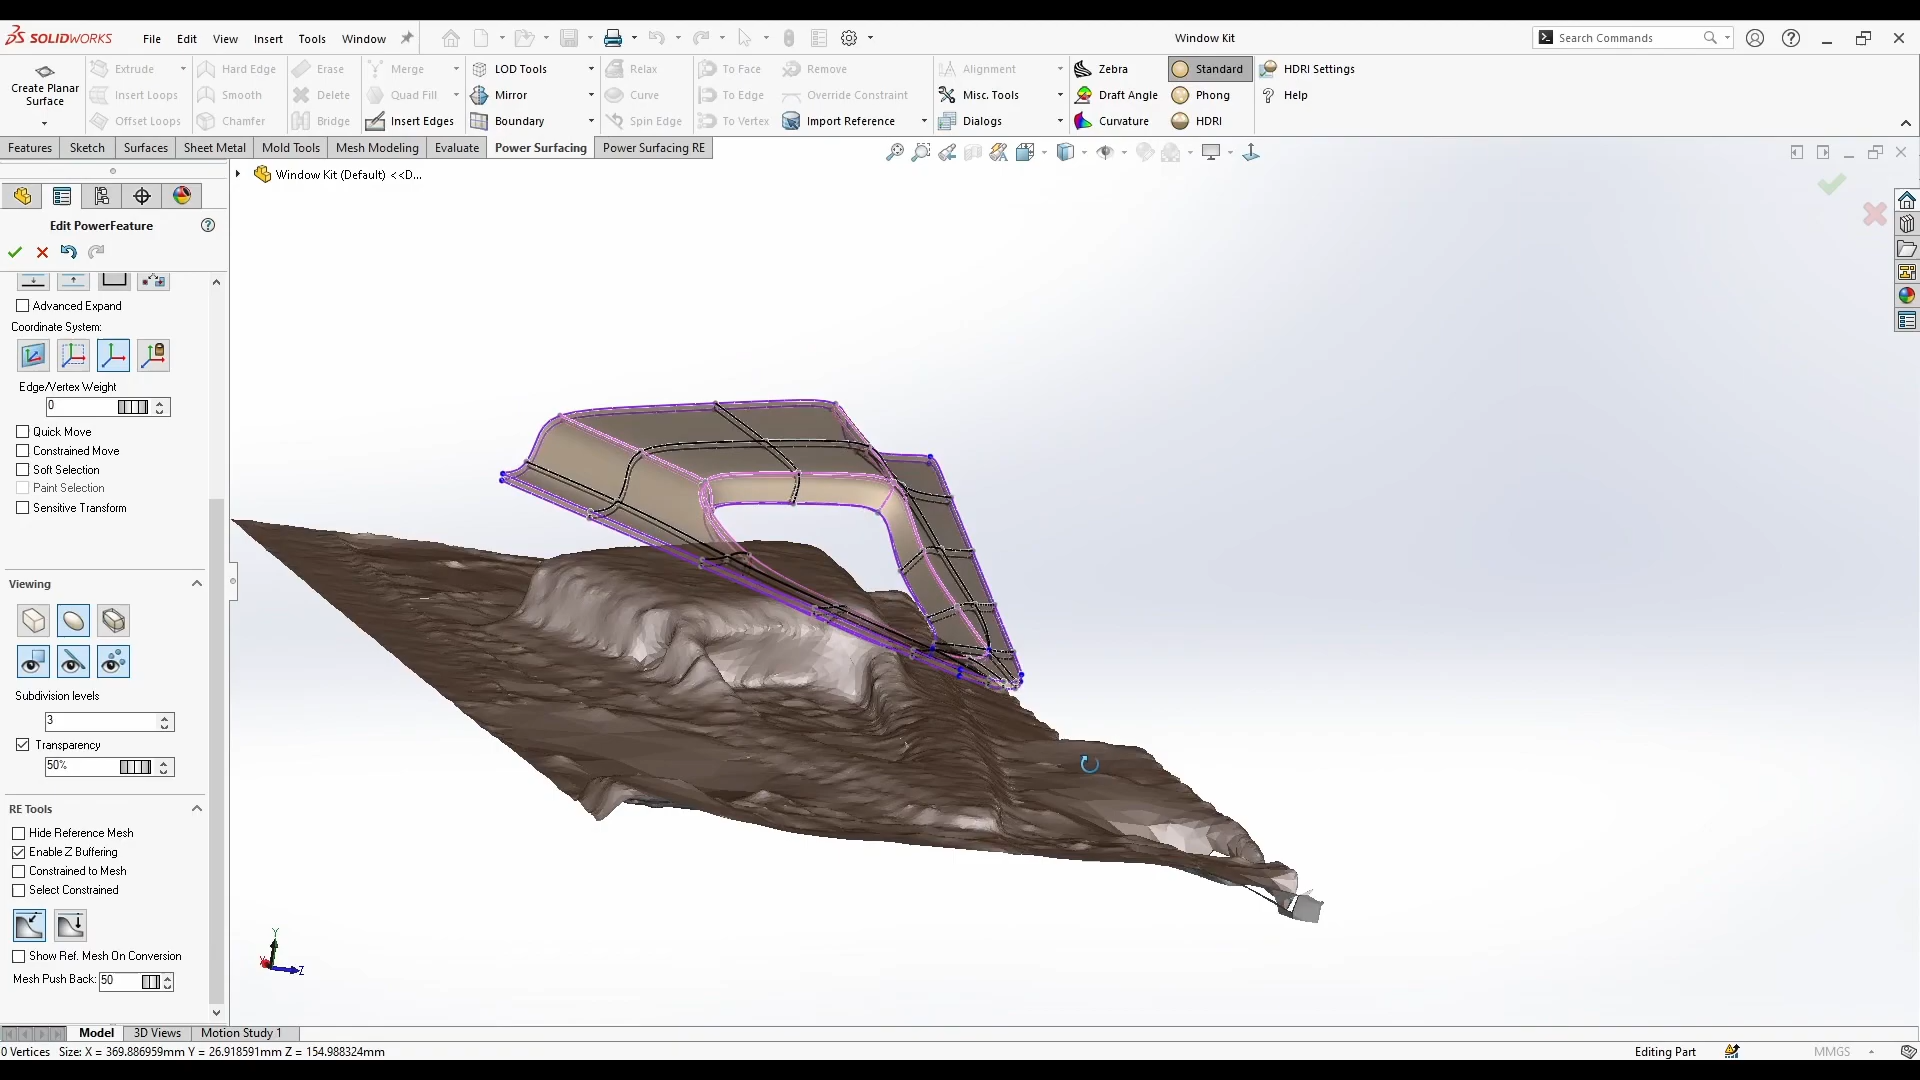 SOLIDWORKS File Edit View Insert Tools Window Window Kit Search Commands
Create Planar Surface
Extrude Hard Edge Erase Merge LOD Tools Relax To Face Remove Alignment Zebra Standard HDRI Settings
Insert Loops Smooth Delete Quad Fill Mirror Curve To Edge Override Constraint Misc. Tools Draft Angle Phong Help
Offset Loops Chamfer Bridge Insert Edges Boundary Spin Edge To Vertex Import Reference Dialogs Curvature HDRI
Features Sketch Surfaces Sheet Metal Mold Tools Mesh Modeling Evaluate Power Surfacing Power Surfacing RE
Window Kit (Default) <<D...
Edit PowerFeature
Advanced Expand
Coordinate System:
Edge/Vertex Weight
0
Quick Move
Constrained Move
Soft Selection
Paint Selection
Sensitive Transform
Viewing
Subdivision levels
3
Transparency
50%
RE Tools
Hide Reference Mesh
Enable Z Buffering
Constrained to Mesh
Select Constrained
Show Ref. Mesh On Conversion
Mesh Push Back: 50
Y
Z
Model 3D Views Motion Study 1
0 Vertices Size: X = 369.886959mm Y = 26.918591mm Z = 154.988324mm Editing Part MMGS